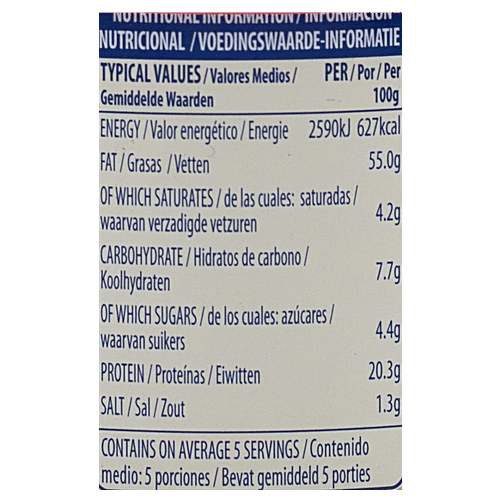 NUTRITIONAL INFORMATION / INFORMACIÓN
NUTRICIONAL / VOEDINGSWAARDE-INFORMATIE
TYPICAL VALUES / Valores Medios / PER / Por / Per
Gemiddelde Waarden 100g
ENERGY / Valor energético / Energie 2590kJ 627kcal
FAT / Grasas / Vetten 55.0g
OF WHICH SATURATES / de las cuales: saturadas /
waarvan verzadigde vetzuren 4.2g
CARBOHYDRATE / Hidratos de carbono /
Koolhydraten 7.7g
OF WHICH SUGARS / de los cuales: azúcares /
waarvan suikers 4.4g
PROTEIN / Proteínas / Eiwitten 20.3g
SALT / Sal / Zout 1.3g
CONTAINS ON AVERAGE 5 SERVINGS / Contenido
medio: 5 porciones / Bevat gemiddeld 5 porties